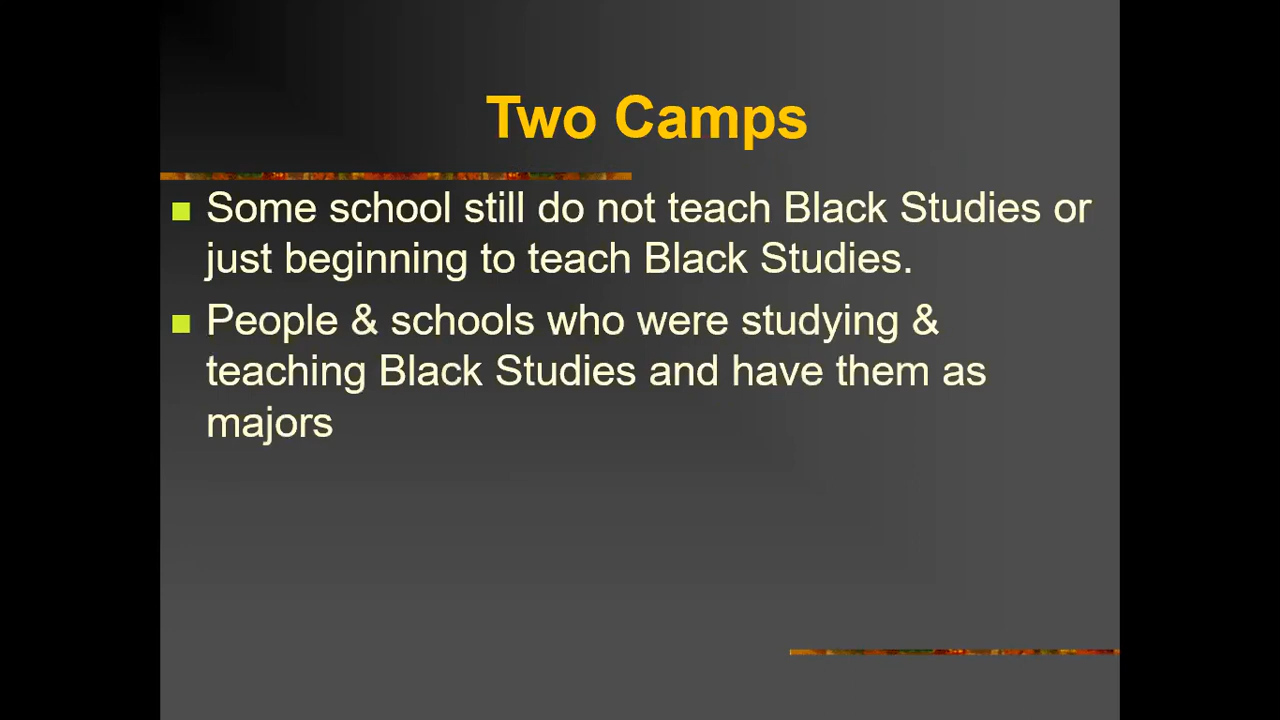 Two Camps
Some school still do not teach Black Studies or
just beginning to teach Black Studies.
People & schools who were studying &
teaching Black Studies and have them as
majors